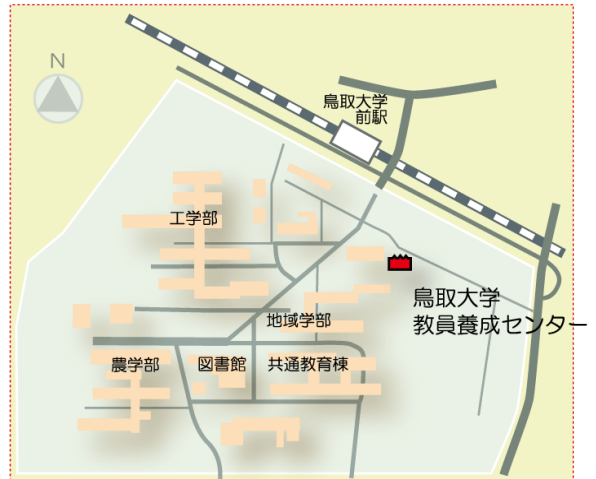 N
鳥取大学
前駅
工学部
鳥取大学
教員養成センター
地域学部
農学部
図書館
共通教育棟